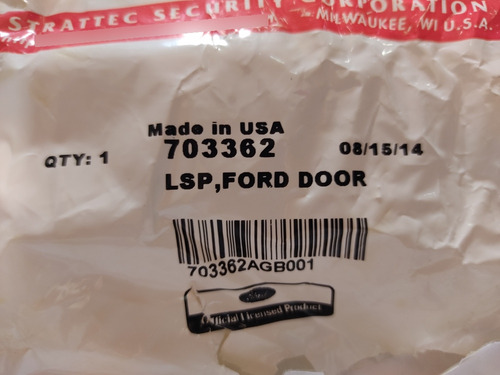 STRATTEC SECURITY CORPORATION
MILWAUKEE, WI U.S.A.
Made in USA
QTY: 1
703362
08/15/14
LSP,FORD DOOR
703362AGB001
Ford
Official Licensed Product